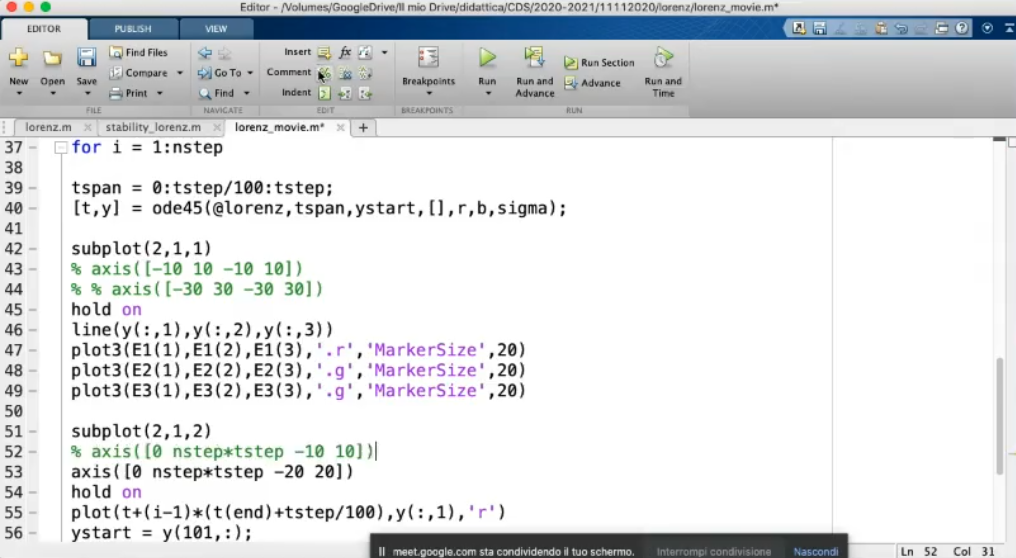 Editor - /Volumes/GoogleDrive/Il mio Drive/didattica/CDS/2020-2021/11112020/lorenz/lorenz_movie.m*
EDITOR PUBLISH VIEW
New Open Save Find Files Compare Print
FILE
Go To Find
NAVIGATE
Insert fx
Comment
Indent
EDIT
Breakpoints
BREAKPOINTS
Run Run and Advance Run Section Advance Run and Time
RUN
lorenz.m × stability_lorenz.m × lorenz_movie.m* × +
37 - for i = 1:nstep
38
39 - tspan = 0:tstep/100:tstep;
40 - [t,y] = ode45(@lorenz,tspan,ystart,[],r,b,sigma);
41
42 - subplot(2,1,1)
43 - % axis([-10 10 -10 10])
44 - % % axis([-30 30 -30 30])
45 - hold on
46 - line(y(:,1),y(:,2),y(:,3))
47 - plot3(E1(1),E1(2),E1(3),'.r','MarkerSize',20)
48 - plot3(E2(1),E2(2),E2(3),'.g','MarkerSize',20)
49 - plot3(E3(1),E3(2),E3(3),'.g','MarkerSize',20)
50
51 - subplot(2,1,2)
52 - % axis([0 nstep*tstep -10 10])
53 - axis([0 nstep*tstep -20 20])
54 - hold on
55 - plot(t+(i-1)*(t(end)+tstep/100),y(:,1),'r')
56 - ystart = y(101,:);
meet.google.com sta condividendo il tuo schermo. Interrompi condivisione Nascondi
Ln 52 Col 31